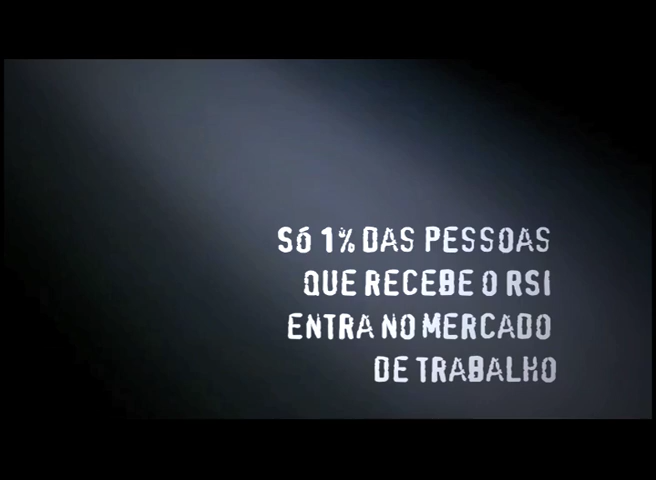 Só 1% DAS PESSOAS
QUE RECEBE O RSI
ENTRA NO MERCADO
DE TRABALHO